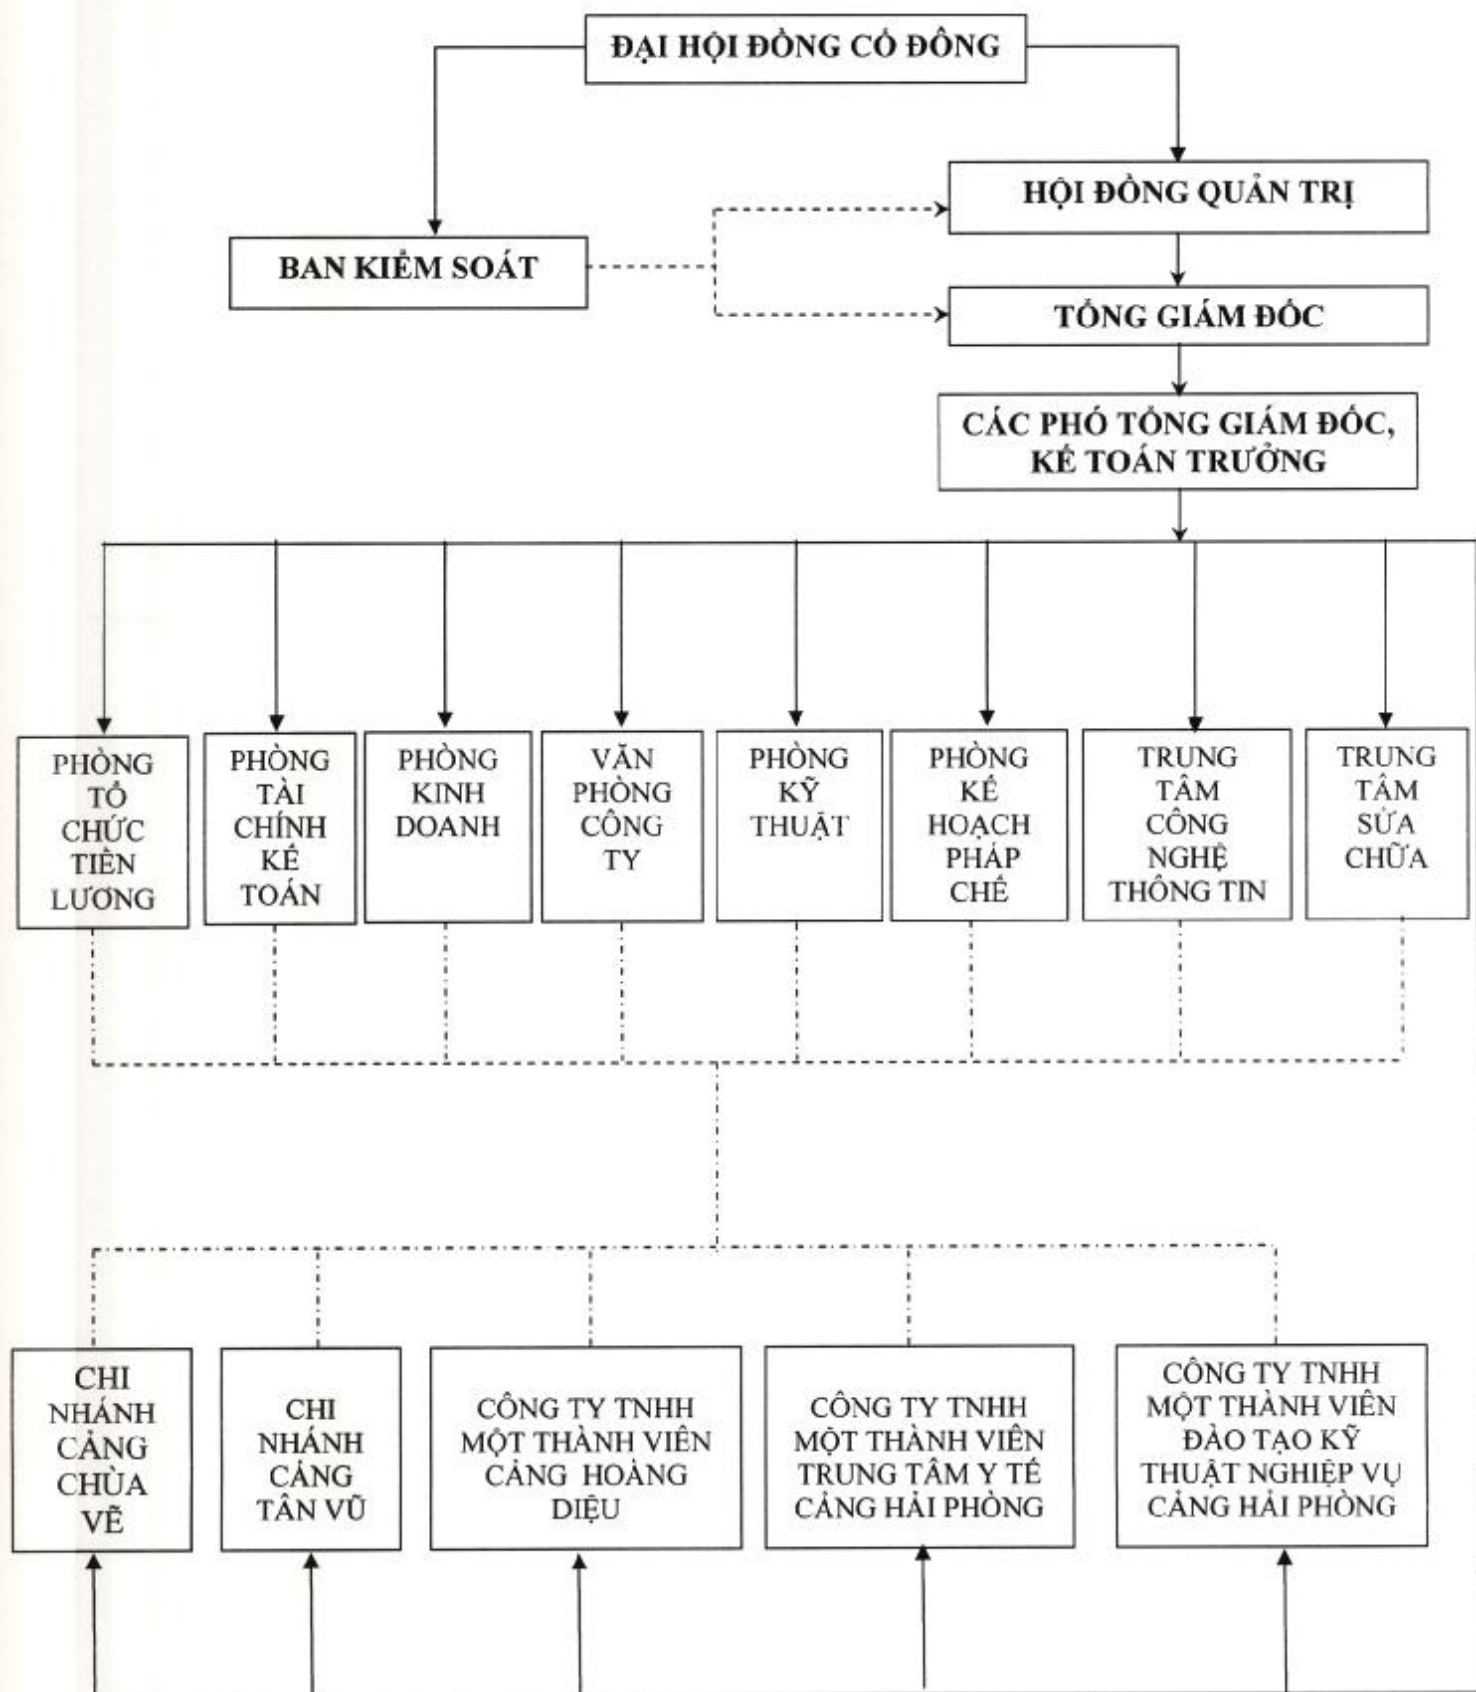 ĐẠI HỘI ĐỒNG CỔ ĐÔNG
HỘI ĐỒNG QUẢN TRỊ
BAN KIỂM SOÁT
TỔNG GIÁM ĐỐC
CÁC PHÓ TỔNG GIÁM ĐỐC,
KẾ TOÁN TRƯỞNG
PHÒNG
TỔ
CHỨC
TIỀN
LƯƠNG
PHÒNG
TÀI
CHÍNH
KẾ
TOÁN
PHÒNG
KINH
DOANH
VĂN
PHÒNG
CÔNG
TY
PHÒNG
KỸ
THUẬT
PHÒNG
KẾ
HOẠCH
PHÁP
CHẾ
TRUNG
TÂM
CÔNG
NGHỆ
THÔNG TIN
TRUNG
TÂM
SỬA
CHỮA
CHI
NHÁNH
CẢNG
CHÙA
VẼ
CHI
NHÁNH
CẢNG
TÂN VŨ
CÔNG TY TNHH
MỘT THÀNH VIÊN
CẢNG HOÀNG
DIỆU
CÔNG TY TNHH
MỘT THÀNH VIÊN
TRUNG TÂM Y TẾ
CẢNG HẢI PHÒNG
CÔNG TY TNHH
MỘT THÀNH VIÊN
ĐÀO TẠO KỸ
THUẬT NGHIỆP VỤ
CẢNG HẢI PHÒNG